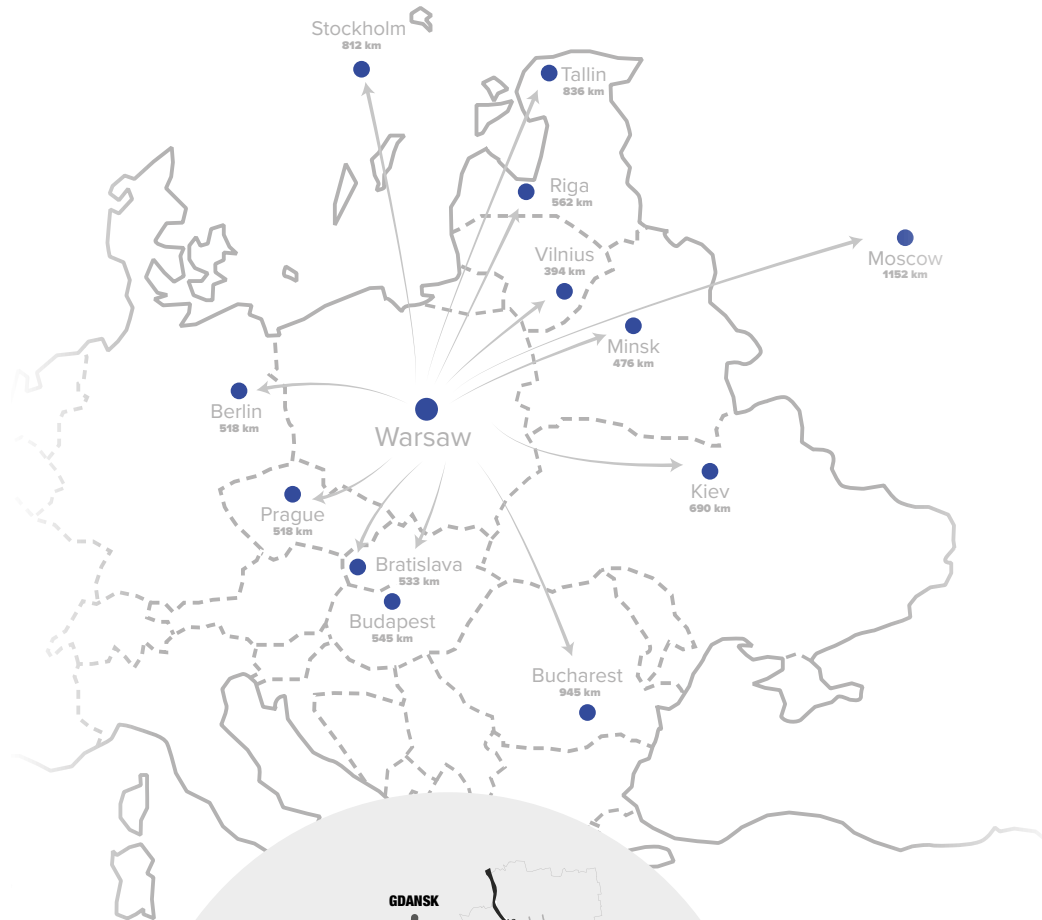 Stockholm
812 km
Tallin
836 km
Riga
562 km
Vilnius
394 km
Moscow
1152 km
Minsk
476 km
Berlin
518 km
Warsaw
Kiev
690 km
Prague
518 km
Bratislava
533 km
Budapest
545 km
Bucharest
945 km
GDANSK